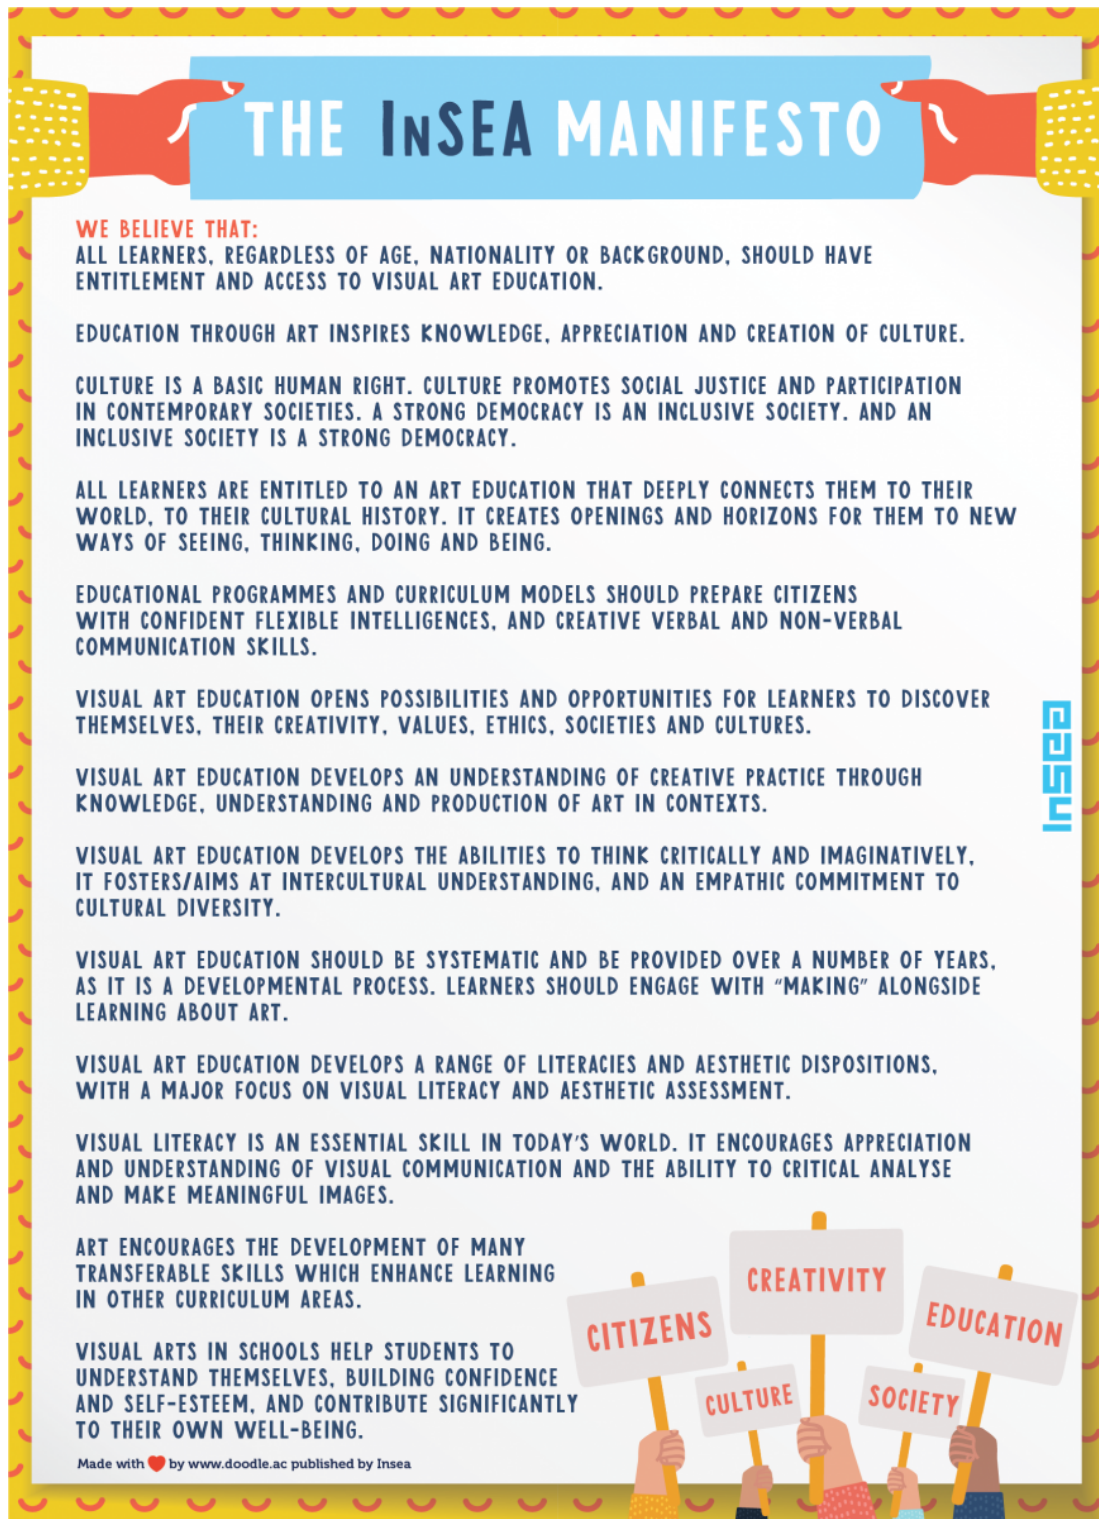 THE InSEA MANIFESTO
WE BELIEVE THAT:
ALL LEARNERS, REGARDLESS OF AGE, NATIONALITY OR BACKGROUND, SHOULD HAVE
ENTITLEMENT AND ACCESS TO VISUAL ART EDUCATION.
EDUCATION THROUGH ART INSPIRES KNOWLEDGE, APPRECIATION AND CREATION OF CULTURE.
CULTURE IS A BASIC HUMAN RIGHT. CULTURE PROMOTES SOCIAL JUSTICE AND PARTICIPATION
IN CONTEMPORARY SOCIETIES. A STRONG DEMOCRACY IS AN INCLUSIVE SOCIETY. AND AN
INCLUSIVE SOCIETY IS A STRONG DEMOCRACY.
ALL LEARNERS ARE ENTITLED TO AN ART EDUCATION THAT DEEPLY CONNECTS THEM TO THEIR
WORLD, TO THEIR CULTURAL HISTORY. IT CREATES OPENINGS AND HORIZONS FOR THEM TO NEW
WAYS OF SEEING, THINKING, DOING AND BEING.
EDUCATIONAL PROGRAMMES AND CURRICULUM MODELS SHOULD PREPARE CITIZENS
WITH CONFIDENT FLEXIBLE INTELLIGENCES, AND CREATIVE VERBAL AND NON-VERBAL
COMMUNICATION SKILLS.
VISUAL ART EDUCATION OPENS POSSIBILITIES AND OPPORTUNITIES FOR LEARNERS TO DISCOVER
THEMSELVES, THEIR CREATIVITY, VALUES, ETHICS, SOCIETIES AND CULTURES.
VISUAL ART EDUCATION DEVELOPS AN UNDERSTANDING OF CREATIVE PRACTICE THROUGH
KNOWLEDGE, UNDERSTANDING AND PRODUCTION OF ART IN CONTEXTS.
VISUAL ART EDUCATION DEVELOPS THE ABILITIES TO THINK CRITICALLY AND IMAGINATIVELY,
IT FOSTERS/AIMS AT INTERCULTURAL UNDERSTANDING, AND AN EMPATHIC COMMITMENT TO
CULTURAL DIVERSITY.
VISUAL ART EDUCATION SHOULD BE SYSTEMATIC AND BE PROVIDED OVER A NUMBER OF YEARS,
AS IT IS A DEVELOPMENTAL PROCESS. LEARNERS SHOULD ENGAGE WITH “MAKING” ALONGSIDE
LEARNING ABOUT ART.
VISUAL ART EDUCATION DEVELOPS A RANGE OF LITERACIES AND AESTHETIC DISPOSITIONS,
WITH A MAJOR FOCUS ON VISUAL LITERACY AND AESTHETIC ASSESSMENT.
VISUAL LITERACY IS AN ESSENTIAL SKILL IN TODAY'S WORLD. IT ENCOURAGES APPRECIATION
AND UNDERSTANDING OF VISUAL COMMUNICATION AND THE ABILITY TO CRITICAL ANALYSE
AND MAKE MEANINGFUL IMAGES.
ART ENCOURAGES THE DEVELOPMENT OF MANY
TRANSFERABLE SKILLS WHICH ENHANCE LEARNING
IN OTHER CURRICULUM AREAS.
VISUAL ARTS IN SCHOOLS HELP STUDENTS TO
UNDERSTAND THEMSELVES, BUILDING CONFIDENCE
AND SELF-ESTEEM, AND CONTRIBUTE SIGNIFICANTLY
TO THEIR OWN WELL-BEING.
Made with ❤ by www.doodle.ac published by Insea
CITIZENS
CREATIVITY
EDUCATION
CULTURE
SOCIETY
InSea